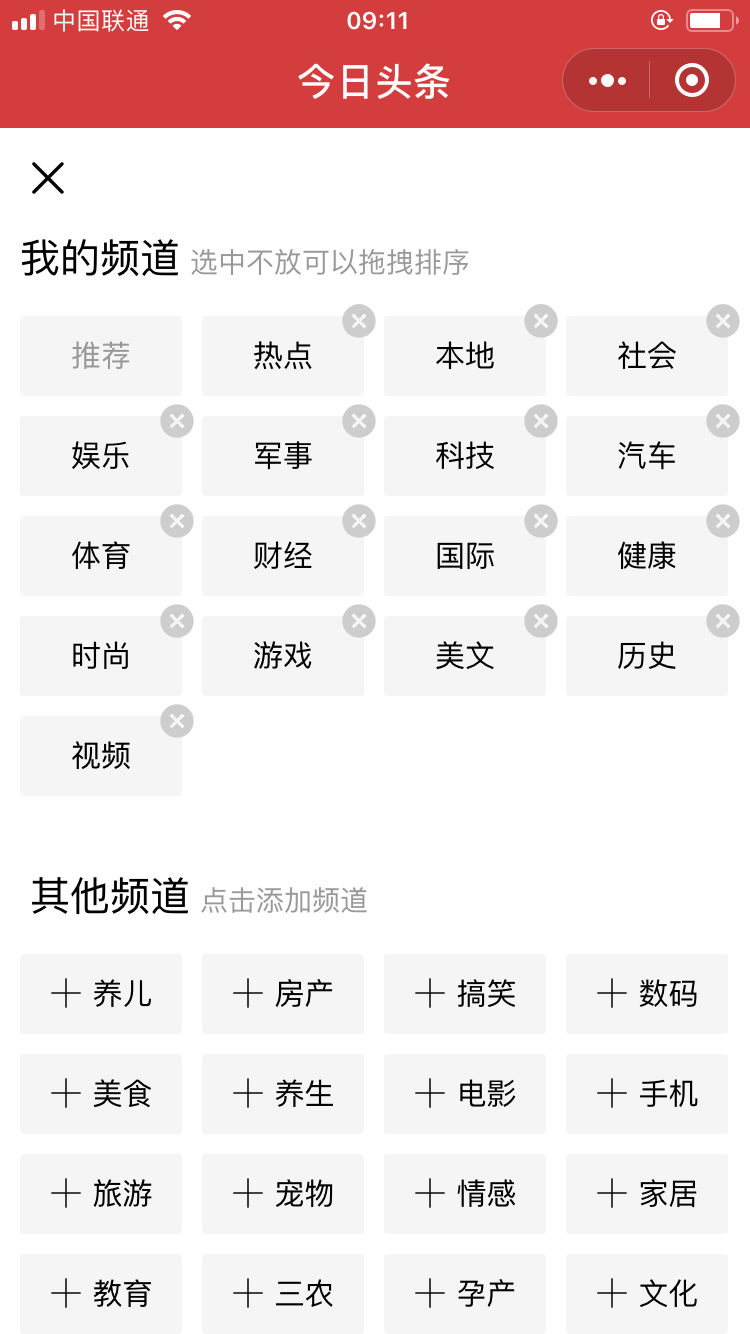 中国联通 09:11
今日头条
我的频道 选中不放可以拖拽排序
推荐 热点 本地 社会
娱乐 军事 科技 汽车
体育 财经 国际 健康
时尚 游戏 美文 历史
视频
其他频道 点击添加频道
养儿 房产 搞笑 数码
美食 养生 电影 手机
旅游 宠物 情感 家居
教育 三农 孕产 文化